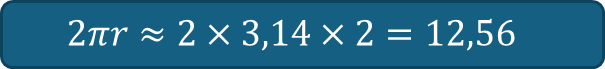 2πr ≈ 2 × 3,14 × 2 = 12,56